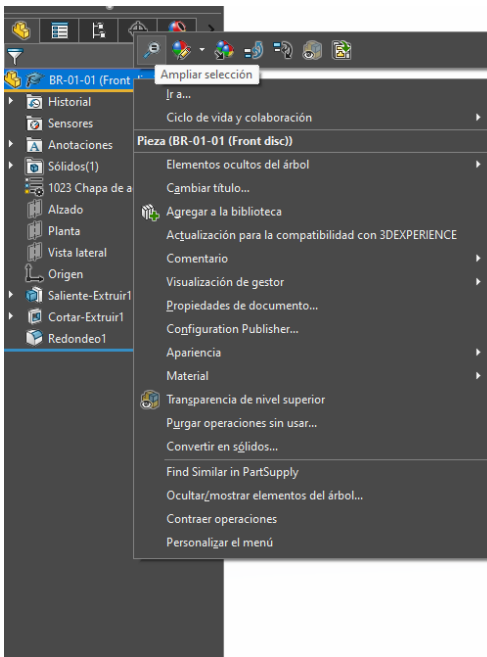 Ampliar selección
BR-01-01 (Front
Ir a...
Historial
Ciclo de vida y colaboración
Sensores
Anotaciones
Pieza (BR-01-01 (Front disc))
Sólidos(1)
Elementos ocultos del árbol
1023 Chapa de a
Cambiar título...
Alzado
Agregar a la biblioteca
Planta
Actualización para la compatibilidad con 3DEXPERIENCE
Vista lateral
Comentario
Origen
Visualización de gestor
Saliente-Extruir1
Propiedades de documento...
Cortar-Extruir1
Configuration Publisher...
Redondeo1
Apariencia
Material
Transparencia de nivel superior
Purgar operaciones sin usar...
Convertir en sólidos...
Find Similar in PartSupply
Ocultar/mostrar elementos del árbol...
Contraer operaciones
Personalizar el menú